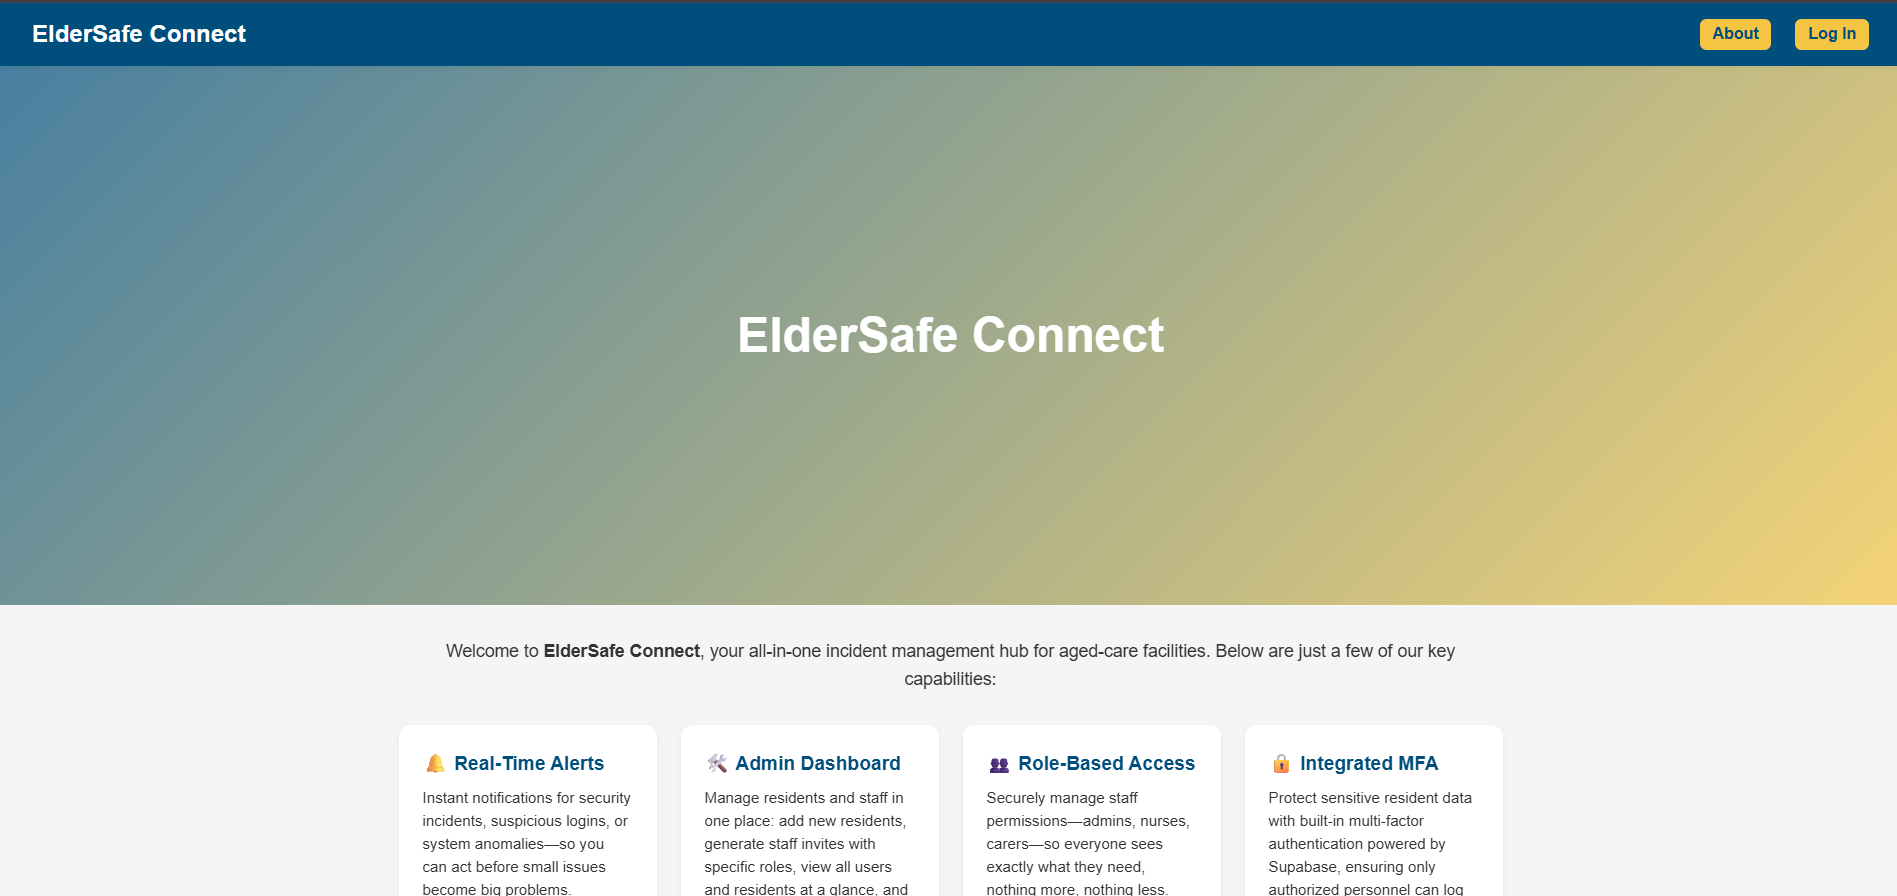 ElderSafe Connect
About
Log In
ElderSafe Connect
Welcome to ElderSafe Connect, your all-in-one incident management hub for aged-care facilities. Below are just a few of our key
capabilities:
Real-Time Alerts
Instant notifications for security
incidents, suspicious logins, or
system anomalies—so you
can act before small issues
become big problems.
Admin Dashboard
Manage residents and staff in
one place: add new residents,
generate staff invites with
specific roles, view all users
and residents at a glance, and
Role-Based Access
Securely manage staff
permissions—admins, nurses,
carers—so everyone sees
exactly what they need,
nothing more, nothing less.
Integrated MFA
Protect sensitive resident data
with built-in multi-factor
authentication powered by
Supabase, ensuring only
authorized personnel can log